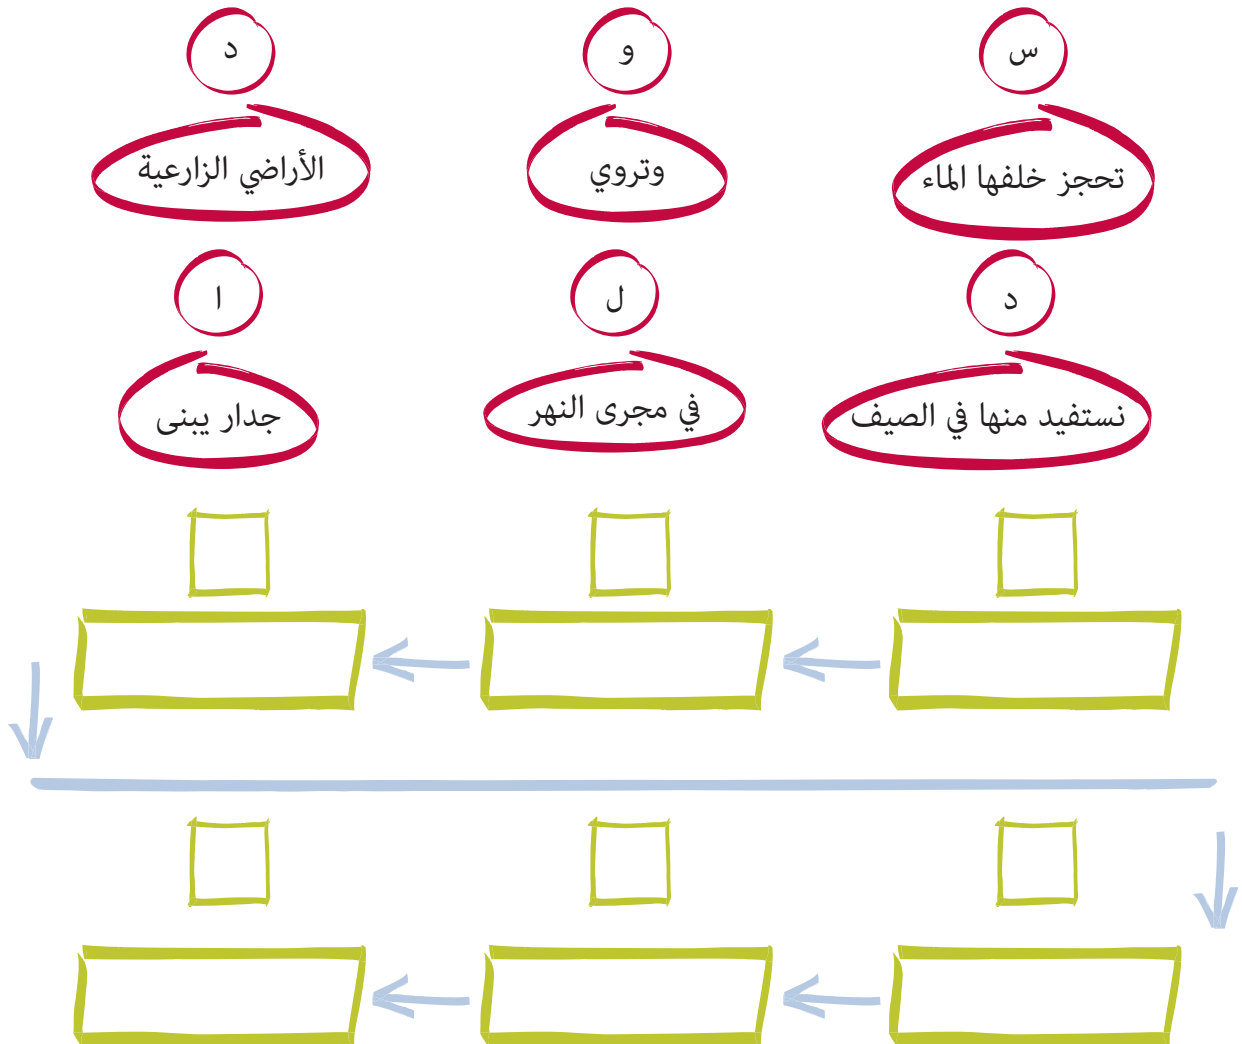 س و د
تحجز خلفها الماء وتروي الأراضي الزارعية
د ل ا
نستفيد منها في الصيف في مجرى النهر جدار يبنى